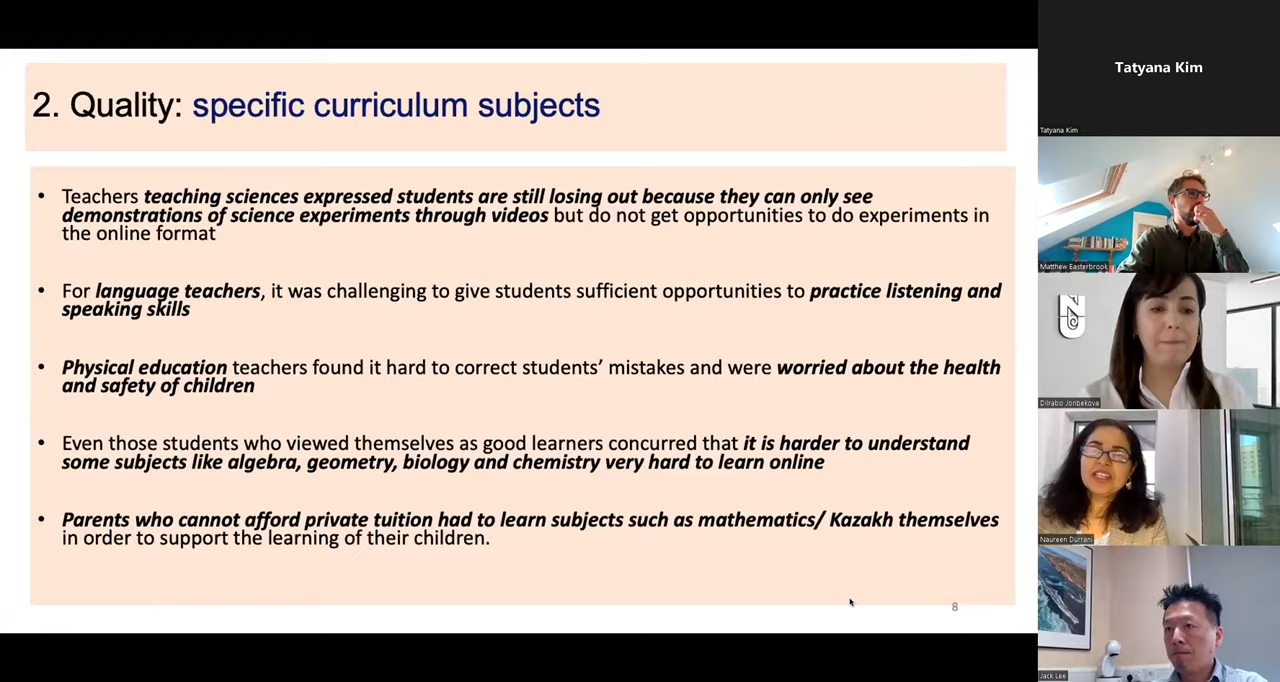 2. Quality: specific curriculum subjects
• Teachers teaching sciences expressed students are still losing out because they can only see
demonstrations of science experiments through videos but do not get opportunities to do experiments in
the online format
• For language teachers, it was challenging to give students sufficient opportunities to practice listening and
speaking skills
• Physical education teachers found it hard to correct students’ mistakes and were worried about the health
and safety of children
• Even those students who viewed themselves as good learners concurred that it is harder to understand
some subjects like algebra, geometry, biology and chemistry very hard to learn online
• Parents who cannot afford private tuition had to learn subjects such as mathematics/ Kazakh themselves
in order to support the learning of their children.
8
Tatyana Kim
Tatyana Kim
Matthew Easterbrook
Dilrabo Jonbekova
Naureen Durrani
Jack Lee